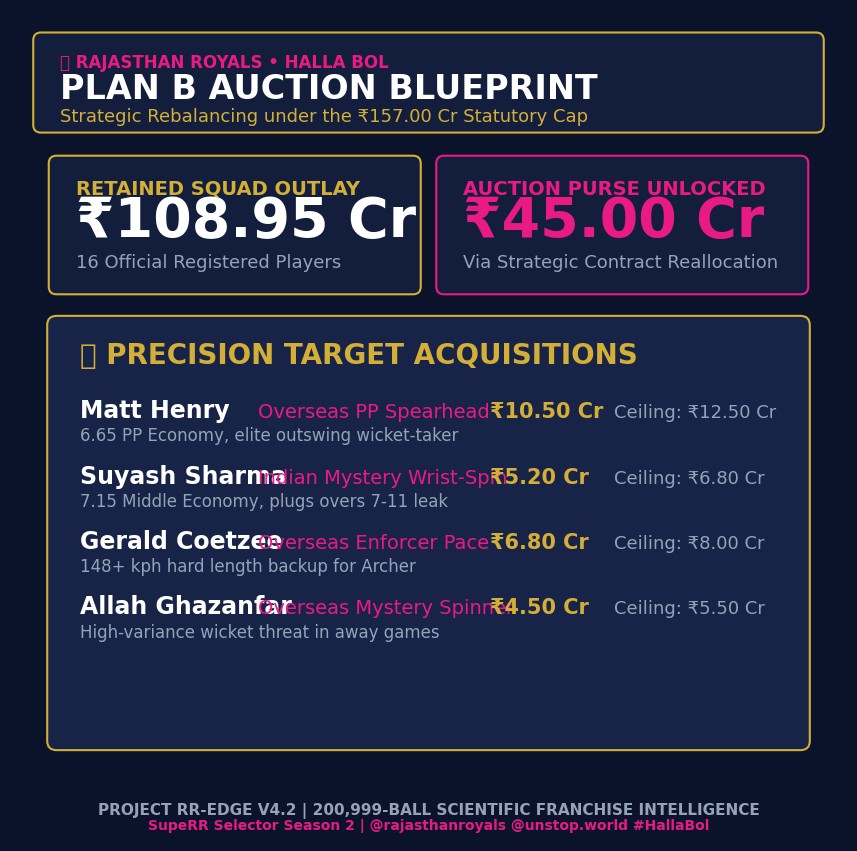 RAJASTHAN ROYALS • HALLA BOL
PLAN B AUCTION BLUEPRINT
Strategic Rebalancing under the ₹157.00 Cr Statutory Cap
RETAINED SQUAD OUTLAY
₹108.95 Cr
16 Official Registered Players
AUCTION PURSE UNLOCKED
₹45.00 Cr
Via Strategic Contract Reallocation
PRECISION TARGET ACQUISITIONS
Matt Henry Overseas PP Spearhead ₹10.50 Cr Ceiling: ₹12.50 Cr
6.65 PP Economy, elite outswing wicket-taker
Suyash Sharma Indian Mystery Wrist-Spin ₹5.20 Cr Ceiling: ₹6.80 Cr
7.15 Middle Economy, plugs overs 7-11 leak
Gerald Coetzee Overseas Enforcer Pace ₹6.80 Cr Ceiling: ₹8.00 Cr
148+ kph hard length backup for Archer
Allah Ghazanfar Overseas Mystery Spinner ₹4.50 Cr Ceiling: ₹5.50 Cr
High-variance wicket threat in away games
PROJECT RR-EDGE V4.2 | 200,999-BALL SCIENTIFIC FRANCHISE INTELLIGENCE
SupeRR Selector Season 2 | @rajasthanroyals @unstop.world #HallaBol